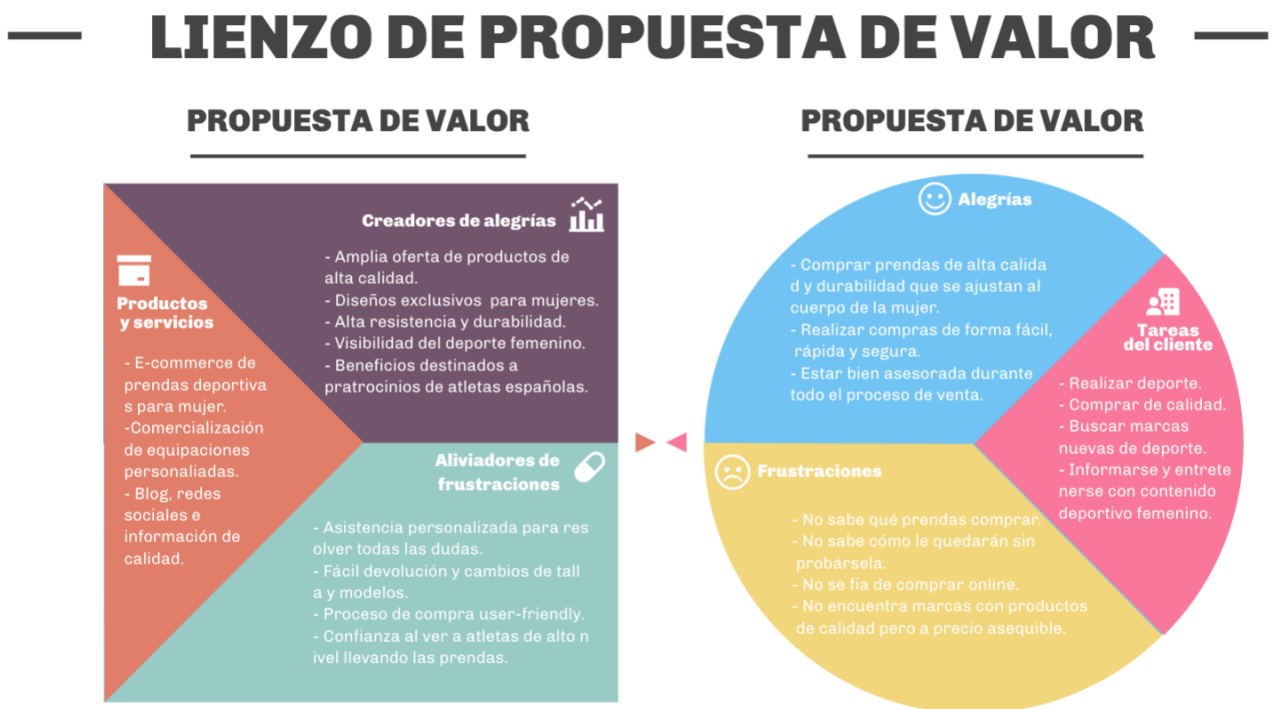 LIENZO DE PROPUESTA DE VALOR
PROPUESTA DE VALOR
Creadores de alegrías
- Amplia oferta de productos de
alta calidad.
- Diseños exclusivos para mujeres.
- Alta resistencia y durabilidad.
- Visibilidad del deporte femenino.
- Beneficios destinados a
pratrocinios de atletas españolas.
Productos
y servicios
- E-commerce de
prendas deportiva
s para mujer.
-Comercialización
de equipaciones
personaliadas.
- Blog, redes
sociales e
información de
calidad.
Aliviadores de
frustraciones
- Asistencia personalizada para res
olver todas las dudas.
- Fácil devolución y cambios de tall
a y modelos.
- Proceso de compra user-friendly.
- Confianza al ver a atletas de alto n
ivel llevando las prendas.
PROPUESTA DE VALOR
Alegrías
- Comprar prendas de alta calida
d y durabilidad que se ajustan al
cuerpo de la mujer.
- Realizar compras de forma fácil,
rápida y segura.
- Estar bien asesorada durante
todo el proceso de venta.
Tareas
del cliente
- Realizar deporte.
- Comprar de calidad.
- Buscar marcas
nuevas de deporte.
- Informarse y entrete
nerse con contenido
deportivo femenino.
Frustraciones
- No sabe qué prendas comprar.
- No sabe cómo le quedarán sin
probársela.
- No se fia de comprar online.
- No encuentra marcas con productos
de calidad pero a precio asequible.